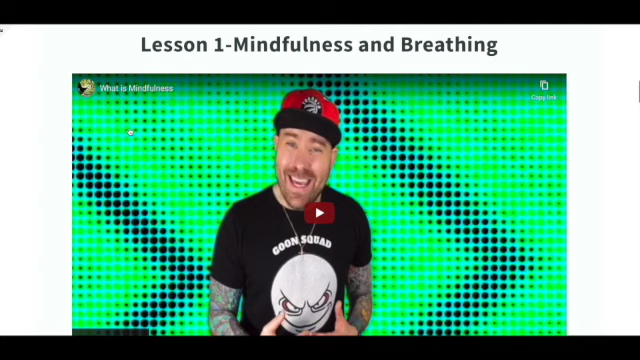 Lesson 1-Mindfulness and Breathing
What is Mindfulness
Copy link
GOON SQUAD